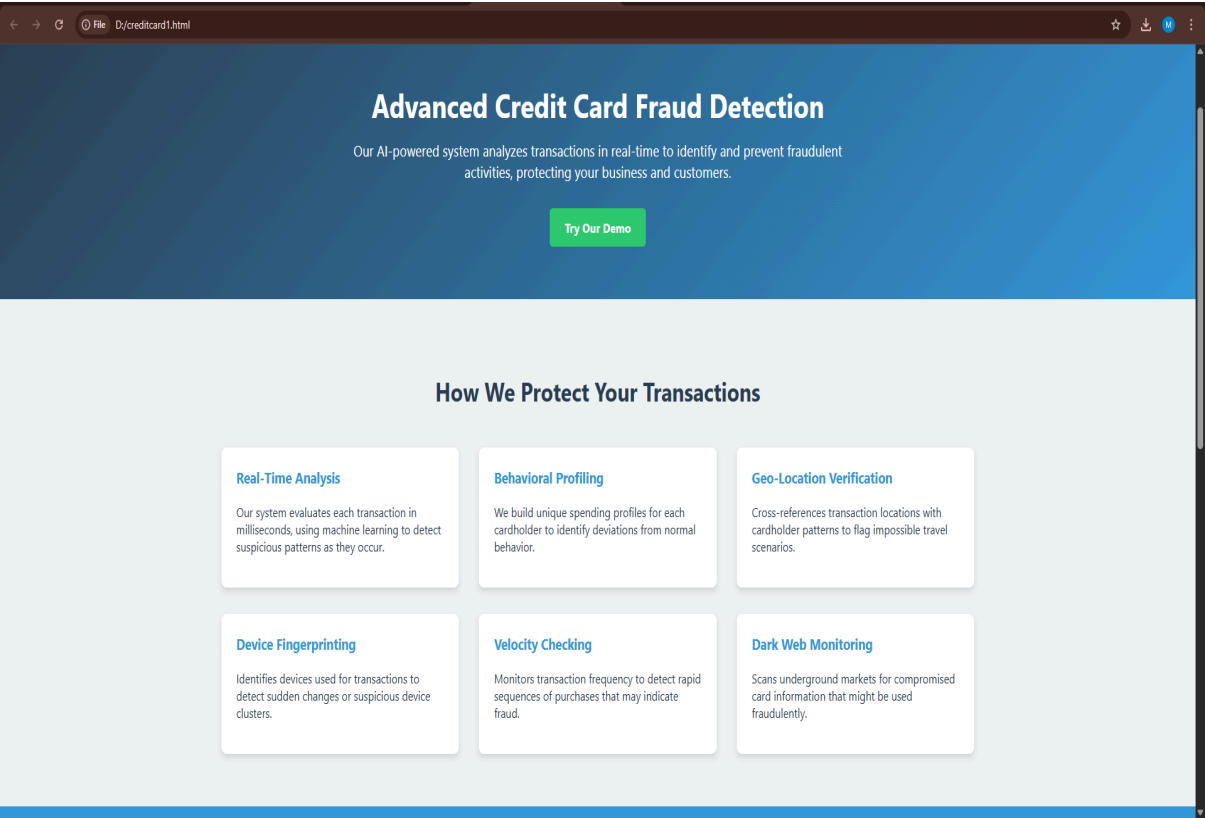 File D:/creditcard1.html
M
Advanced Credit Card Fraud Detection
Our AI-powered system analyzes transactions in real-time to identify and prevent fraudulent
activities, protecting your business and customers.
Try Our Demo
How We Protect Your Transactions
Real-Time Analysis
Our system evaluates each transaction in
milliseconds, using machine learning to detect
suspicious patterns as they occur.
Behavioral Profiling
We build unique spending profiles for each
cardholder to identify deviations from normal
behavior.
Geo-Location Verification
Cross-references transaction locations with
cardholder patterns to flag impossible travel
scenarios.
Device Fingerprinting
Identifies devices used for transactions to
detect sudden changes or suspicious device
clusters.
Velocity Checking
Monitors transaction frequency to detect rapid
sequences of purchases that may indicate
fraud.
Dark Web Monitoring
Scans underground markets for compromised
card information that might be used
fraudulently.